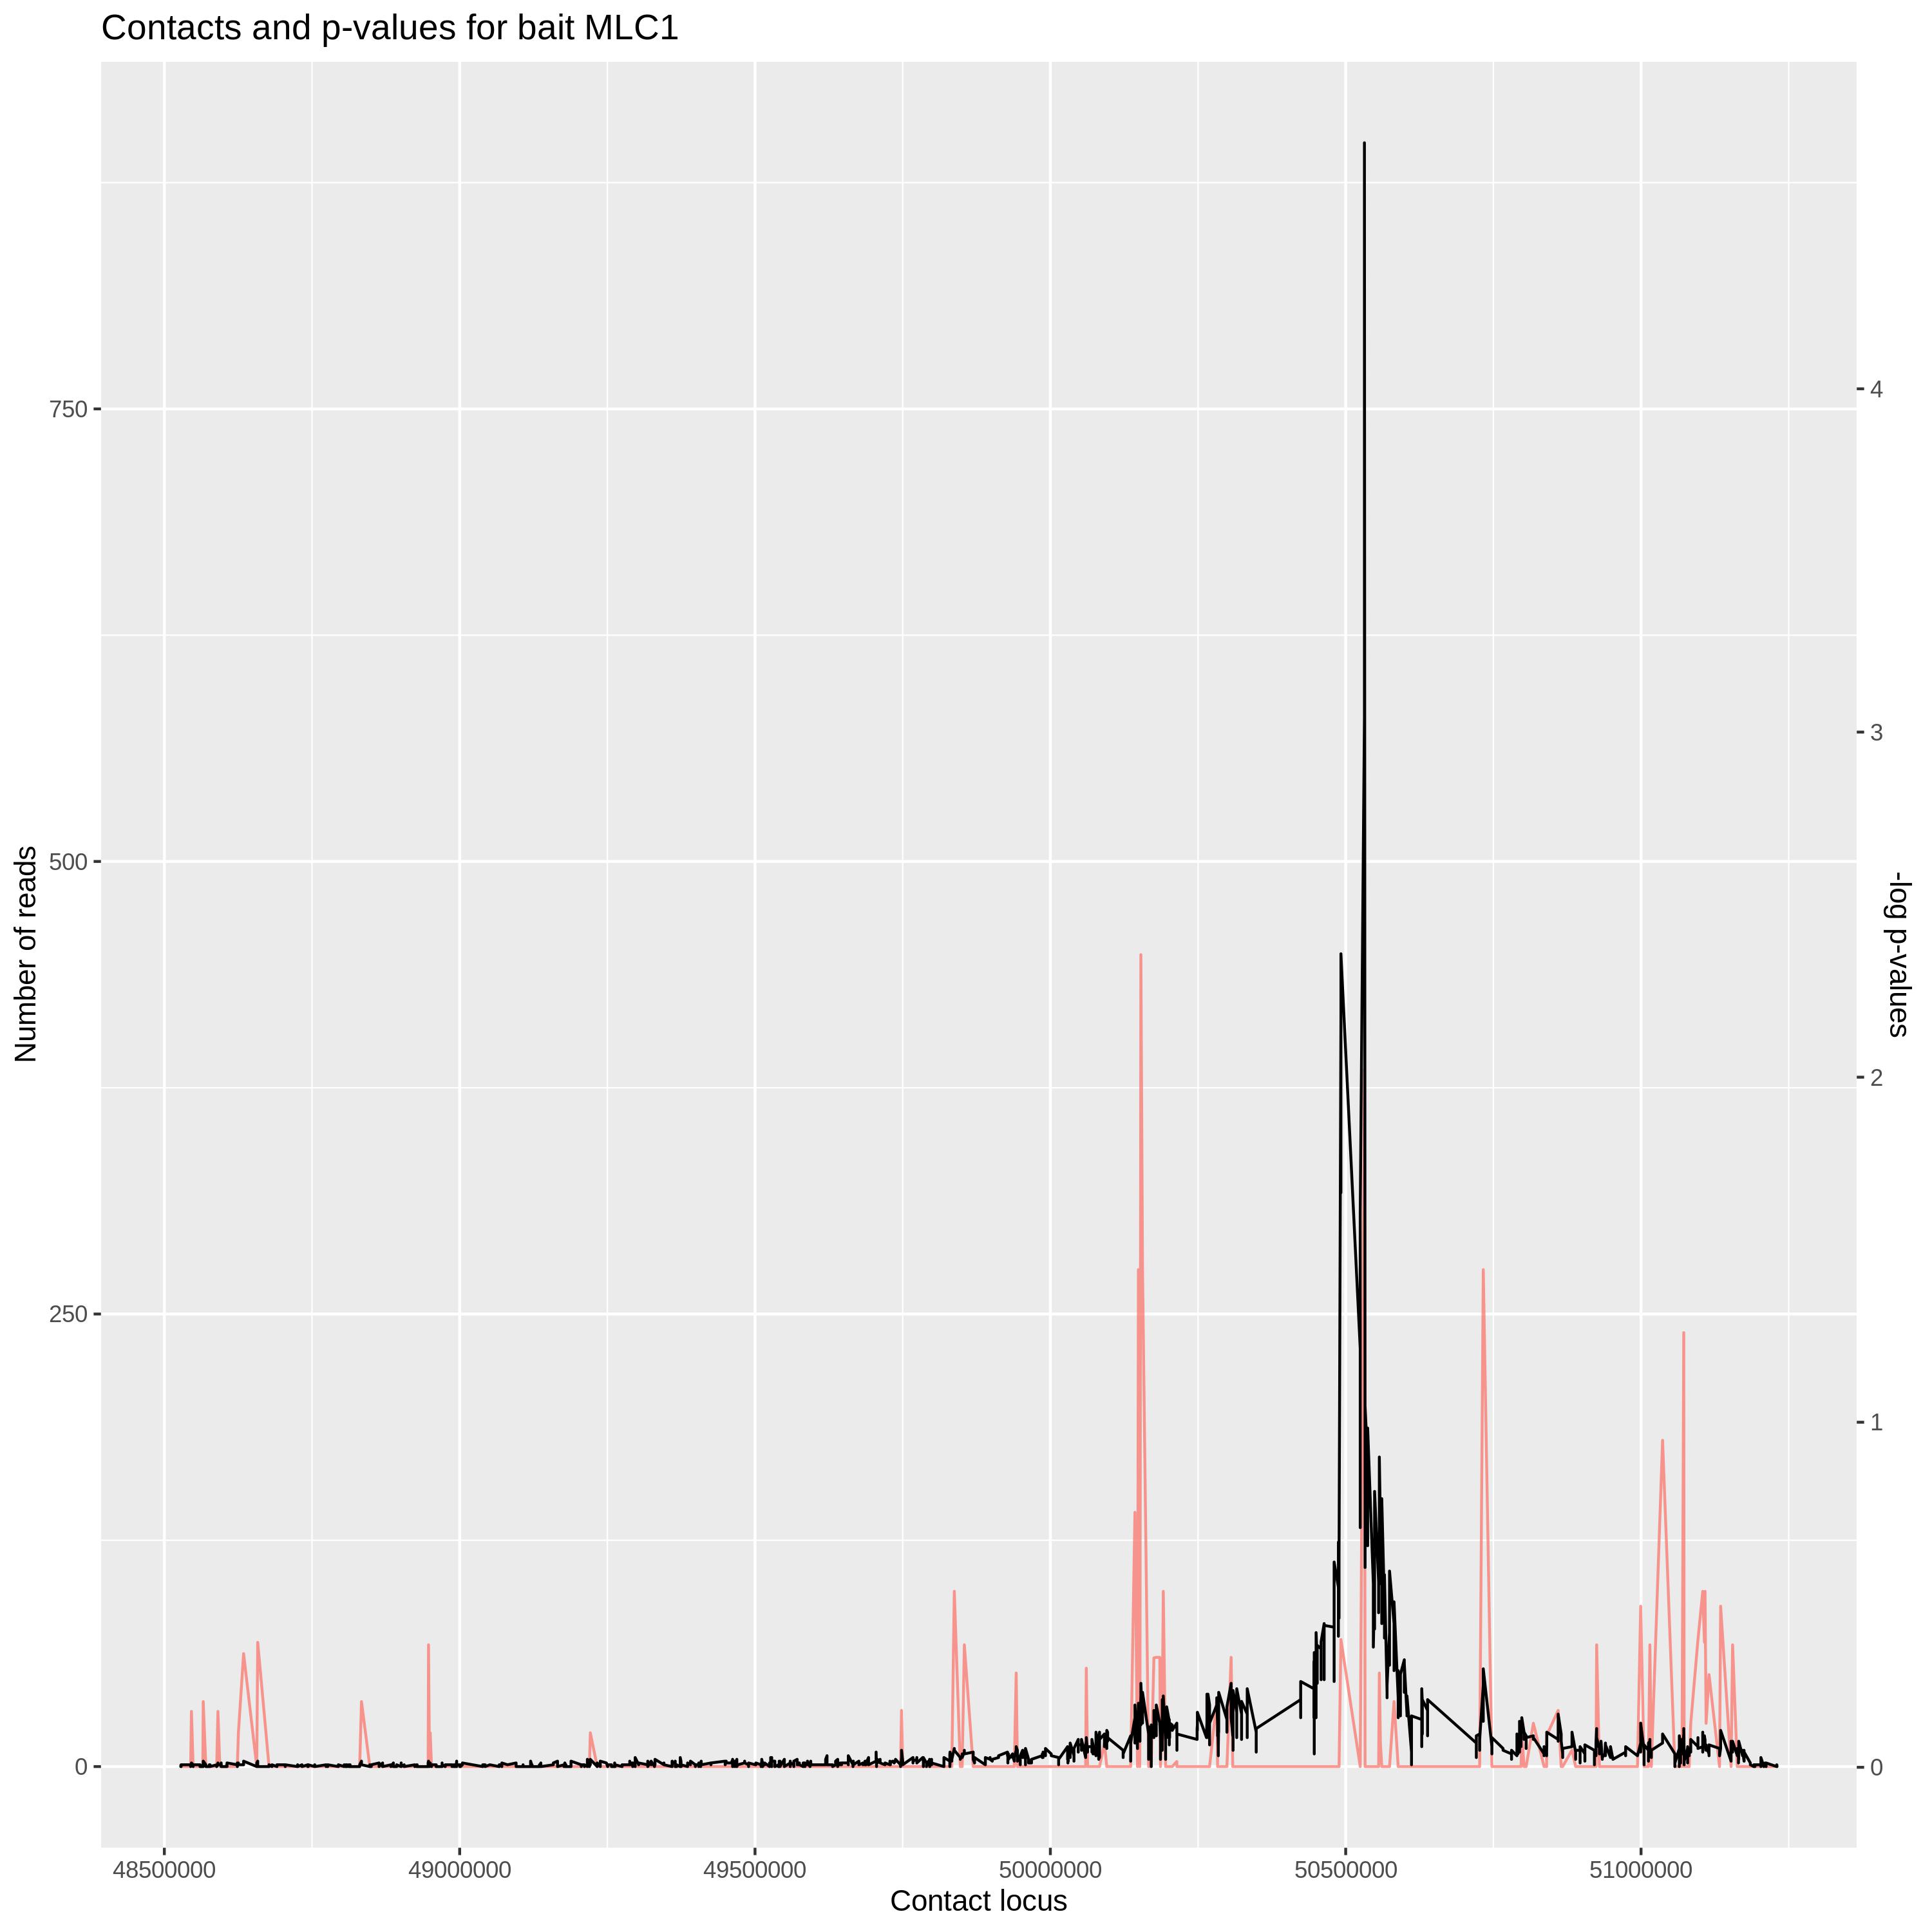 Contacts and p-values for bait MLC1
750
500
250
0
4
3
2
1
0
Number of reads
-log p-values
48500000 49000000 49500000 50000000 50500000 51000000
Contact locus